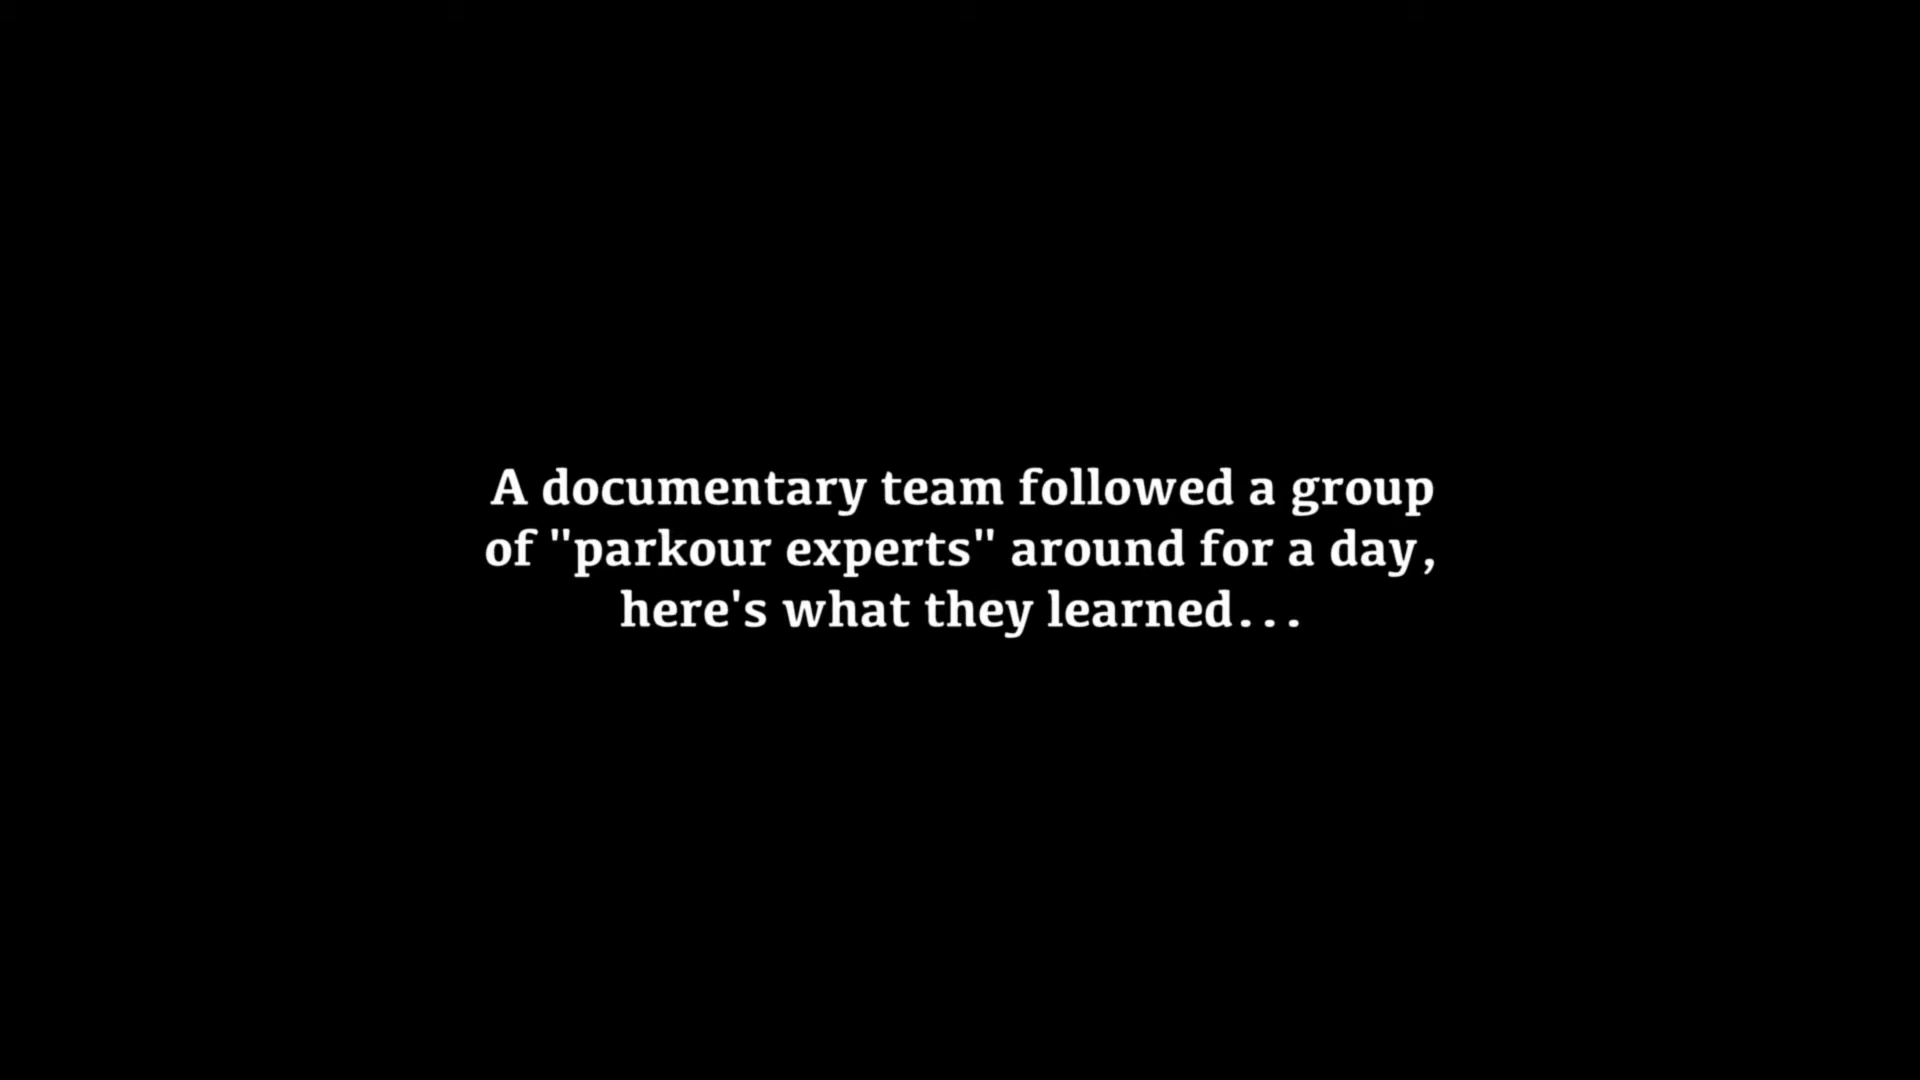 A documentary team followed a group
of "parkour experts" around for a day,
here's what they learned...